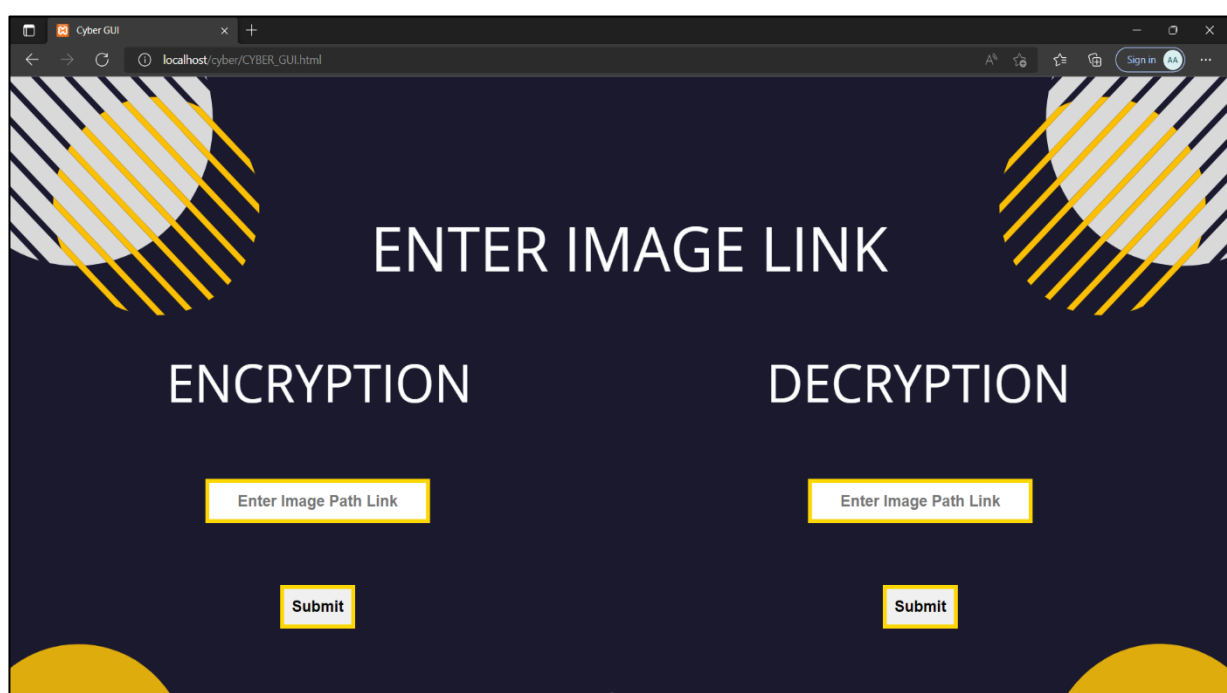 Cyber GUI
localhost/cyber/CYBER_GUI.html
Sign in AA
ENTER IMAGE LINK
ENCRYPTION
DECRYPTION
Enter Image Path Link
Enter Image Path Link
Submit
Submit